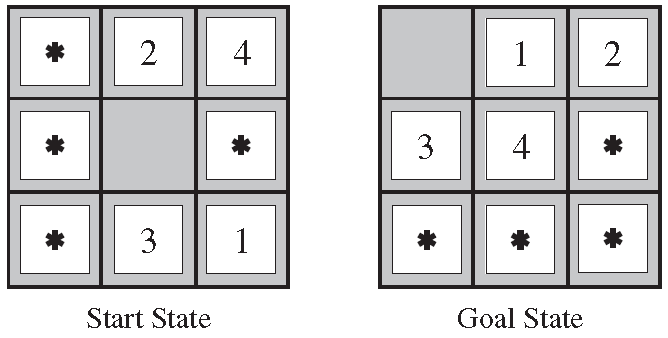 * 2 4 1 2
* * 3 4 *
* 3 1 * * *
Start State Goal State